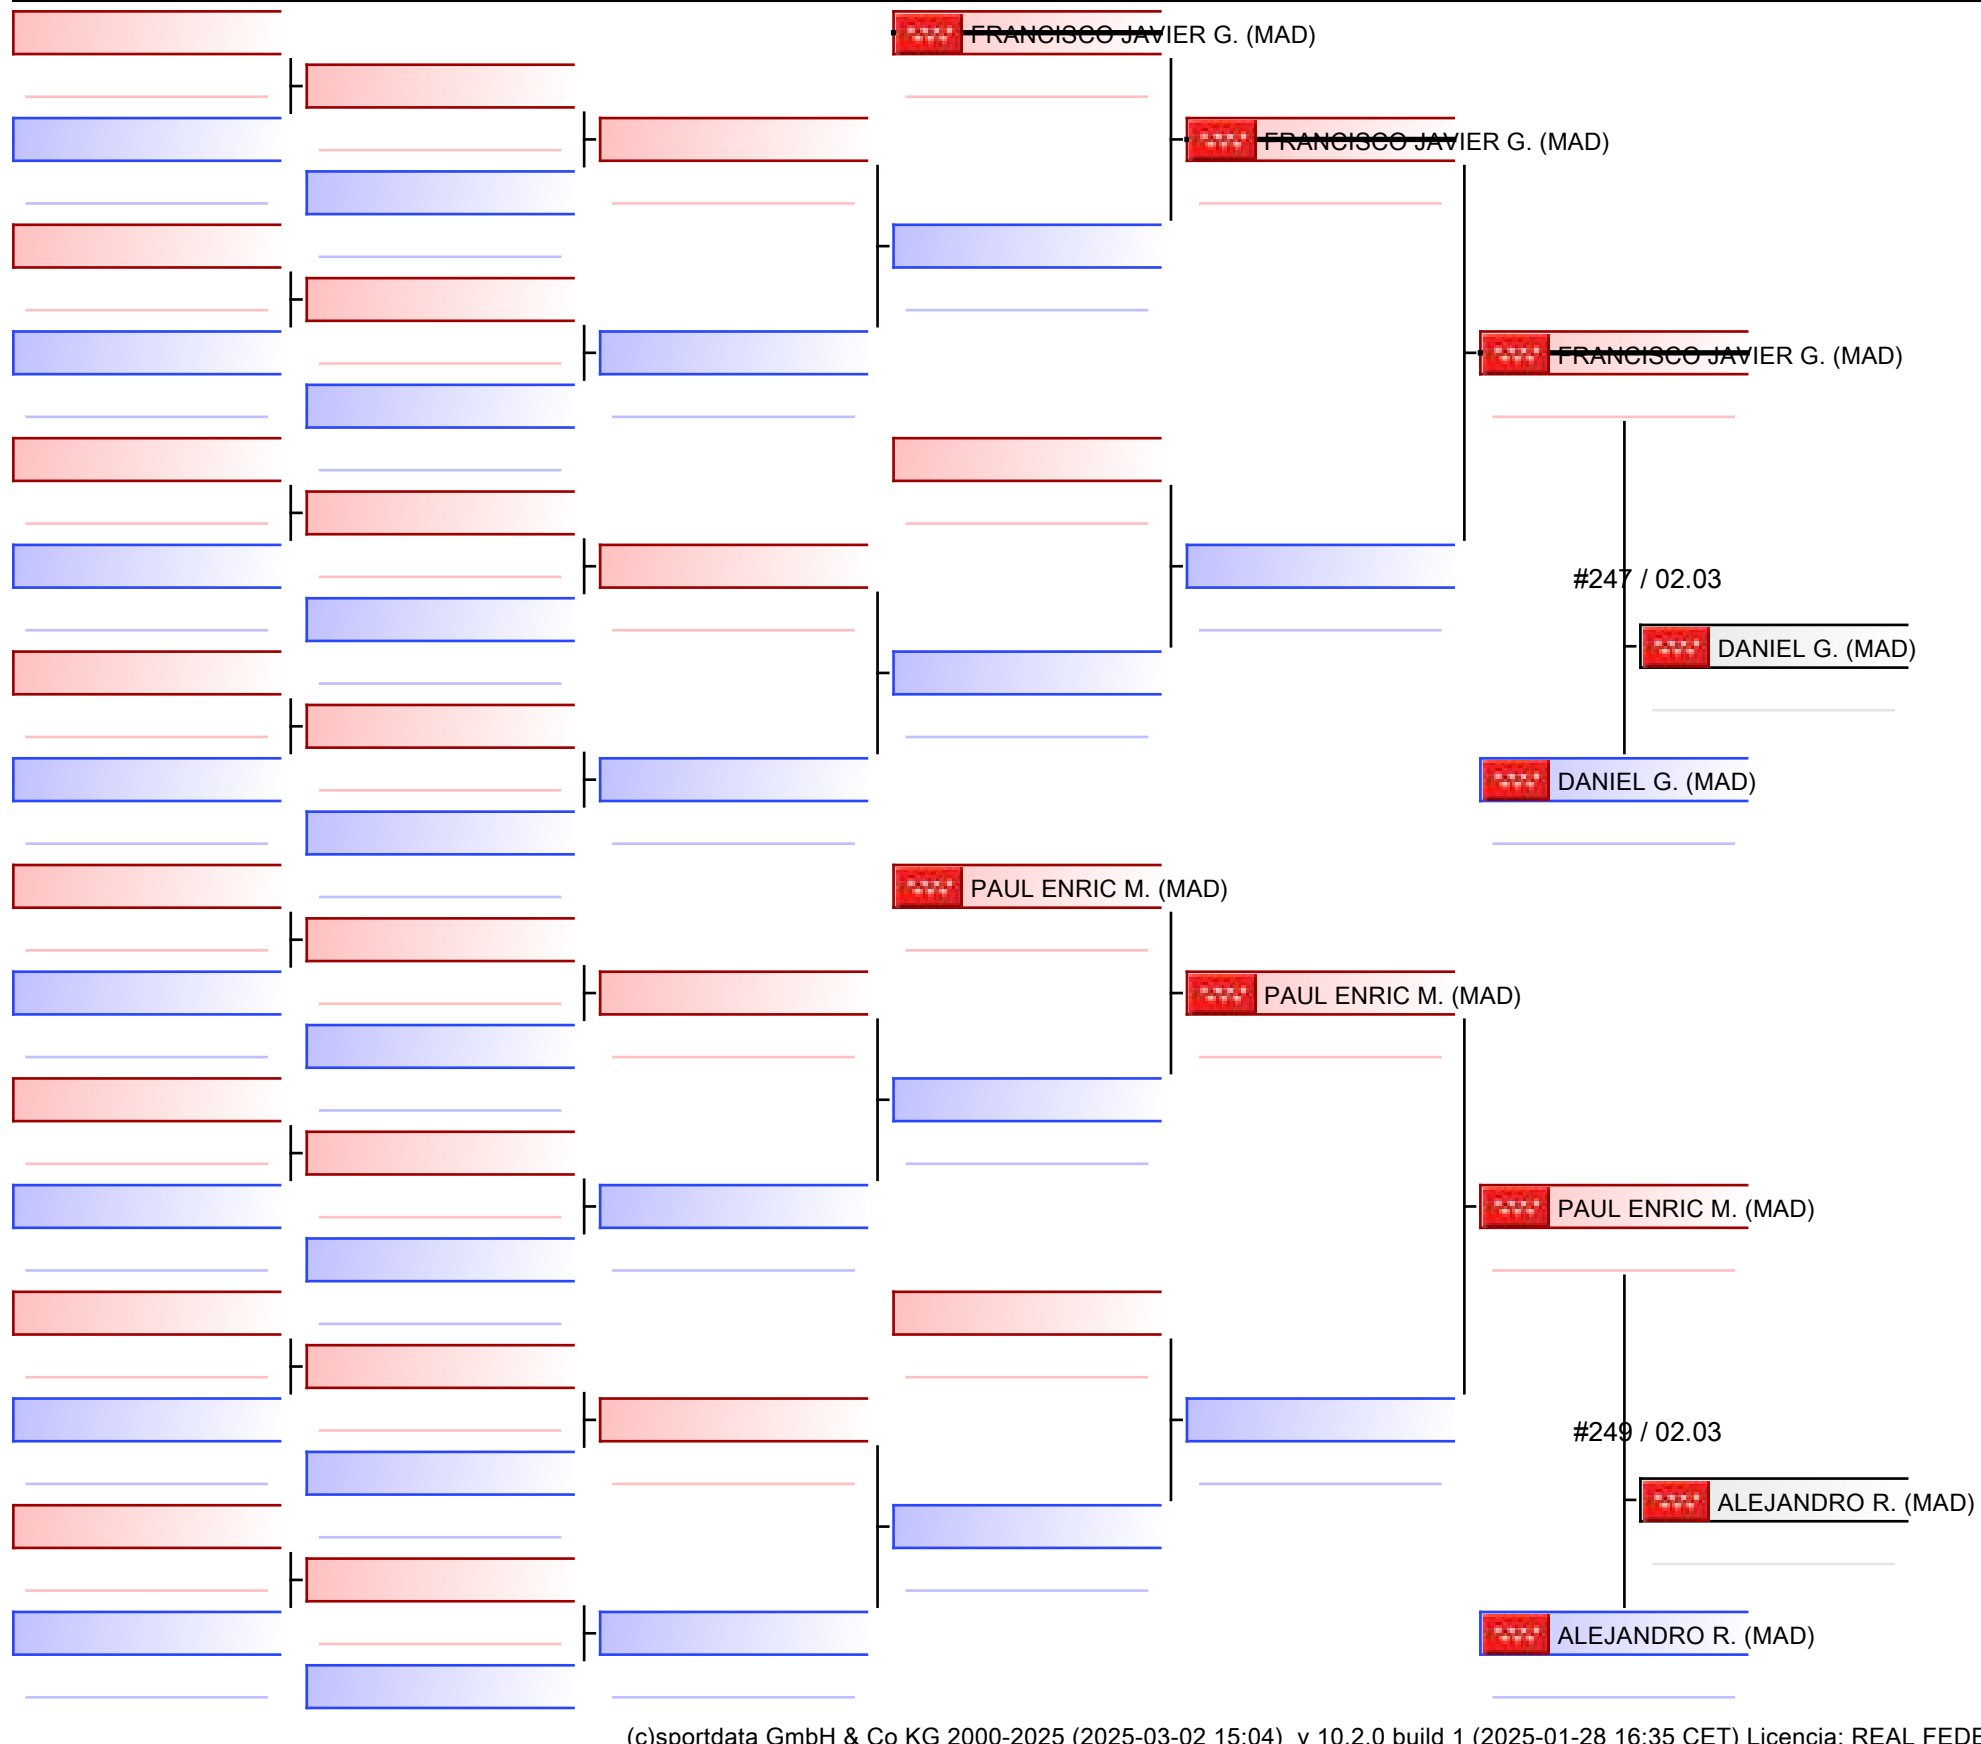 FRANCISCO JAVIER G. (MAD)
FRANCISCO JAVIER G. (MAD)
FRANCISCO JAVIER G. (MAD)
#247 / 02.03
DANIEL G. (MAD)
DANIEL G. (MAD)
PAUL ENRIC M. (MAD)
PAUL ENRIC M. (MAD)
PAUL ENRIC M. (MAD)
#249 / 02.03
ALEJANDRO R. (MAD)
ALEJANDRO R. (MAD)
(c)sportdata GmbH & Co KG 2000-2025 (2025-03-02 15:04) v 10.2.0 build 1 (2025-01-28 16:35 CET) Licencia: REAL FEDE